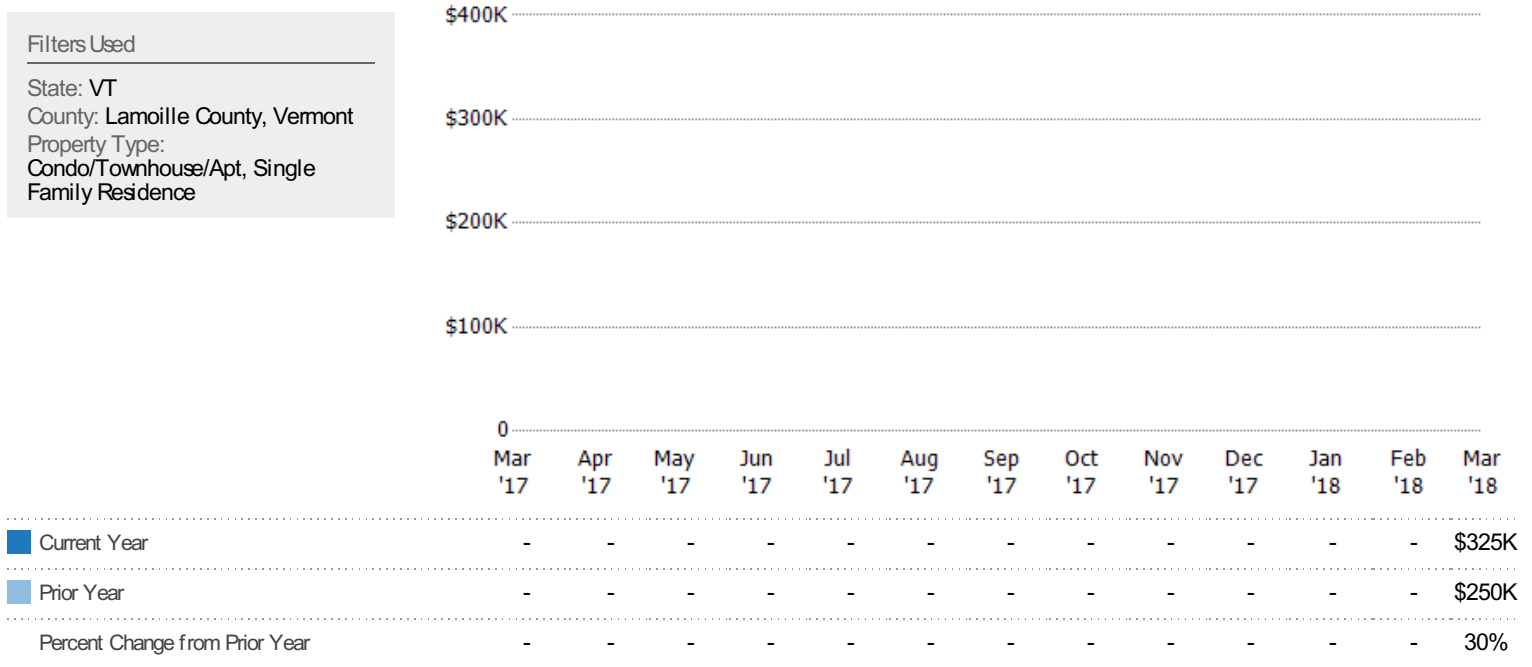 Filters Used
State: VT
County: Lamoille County, Vermont
Property Type:
Condo/Townhouse/Apt, Single
Family Residence
$400K
$300K
$200K
$100K
0
Mar Apr May Jun Jul Aug Sep Oct Nov Dec Jan Feb Mar
'17 '17 '17 '17 '17 '17 '17 '17 '17 '17 '18 '18 '18
Current Year - - - - - - - - - - - - $325K
Prior Year - - - - - - - - - - - - $250K
Percent Change from Prior Year - - - - - - - - - - - - 30%